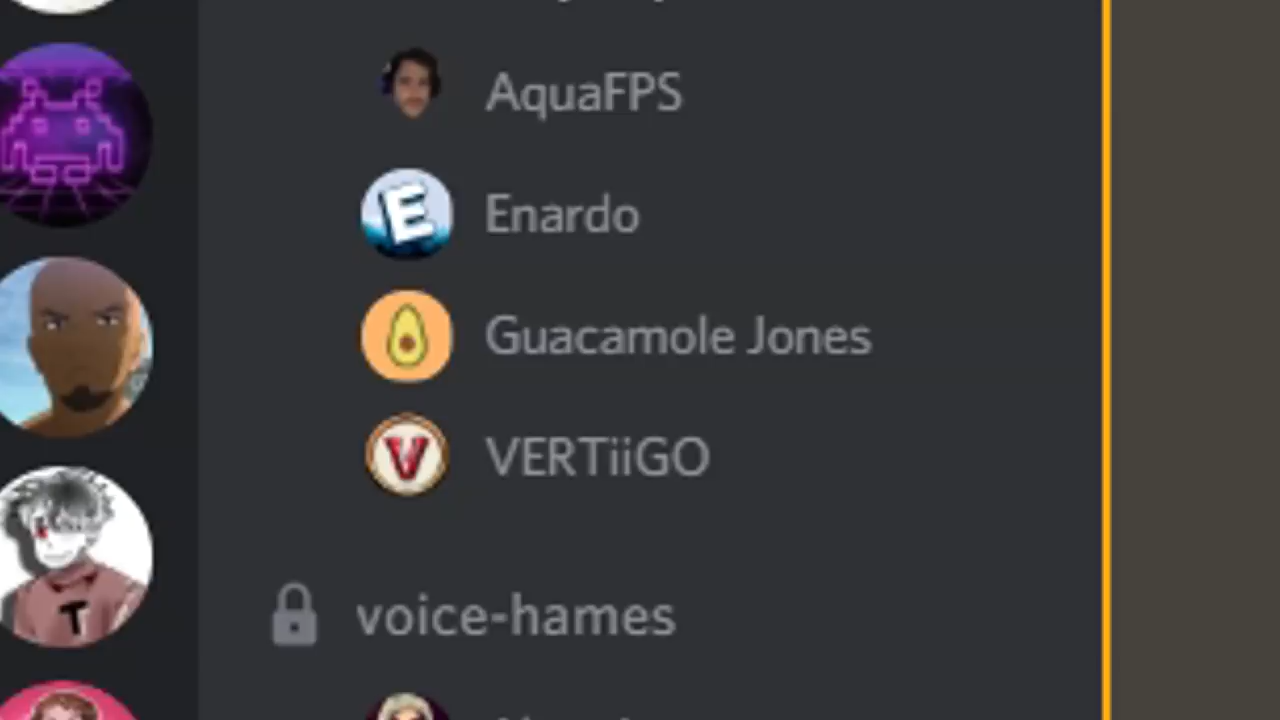 AquaFPS
E
Enardo
Guacamole Jones
V
VERTiiGO
T
voice-hames